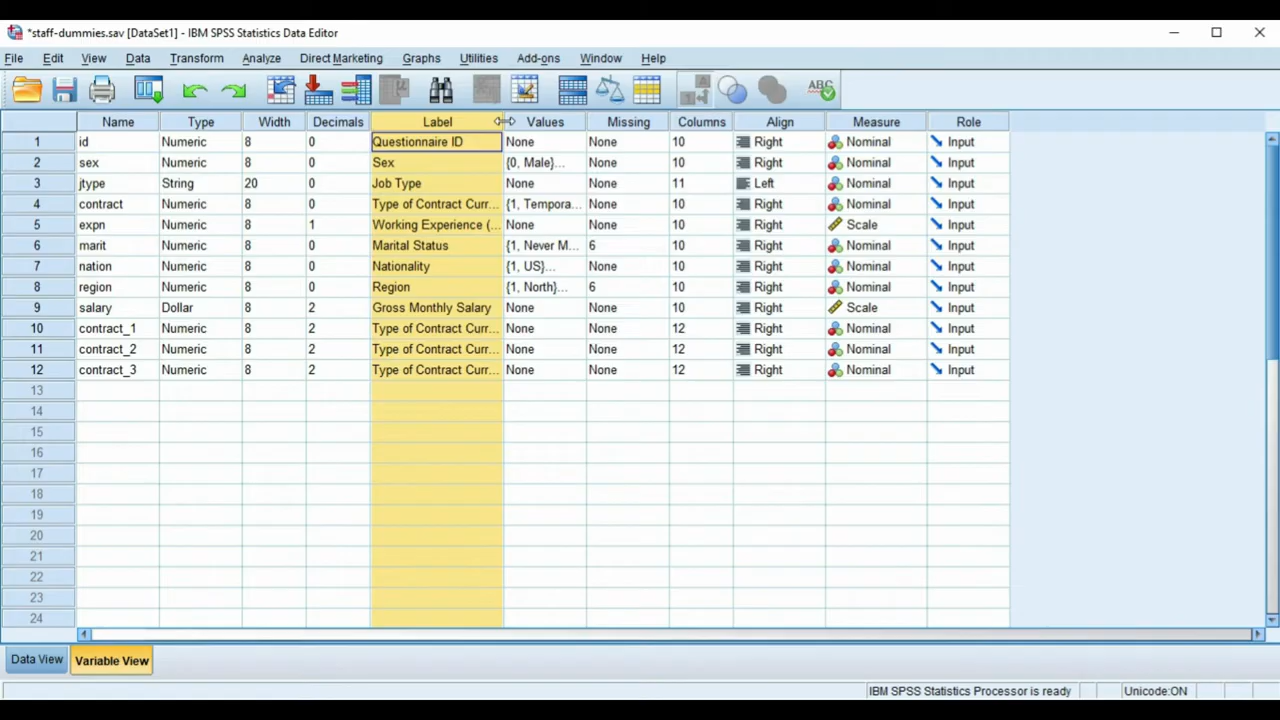 *staff-dummies.sav [DataSet1] - IBM SPSS Statistics Data Editor
File Edit View Data Transform Analyze Direct Marketing Graphs Utilities Add-ons Window Help
ABC
Name Type Width Decimals Label Values Missing Columns Align Measure Role
1 id Numeric 8 0 Questionnaire ID None None 10 Right Nominal Input
2 sex Numeric 8 0 Sex {0, Male}... None 10 Right Nominal Input
3 jtype String 20 0 Job Type None None 11 Left Nominal Input
4 contract Numeric 8 0 Type of Contract Curr... {1, Tempora... None 10 Right Nominal Input
5 expn Numeric 8 1 Working Experience (... None None 10 Right Scale Input
6 marit Numeric 8 0 Marital Status {1, Never M... 6 10 Right Nominal Input
7 nation Numeric 8 0 Nationality {1, US}... None 10 Right Nominal Input
8 region Numeric 8 0 Region {1, North}... 6 10 Right Nominal Input
9 salary Dollar 8 2 Gross Monthly Salary None None 10 Right Scale Input
10 contract_1 Numeric 8 2 Type of Contract Curr... None None 12 Right Nominal Input
11 contract_2 Numeric 8 2 Type of Contract Curr... None None 12 Right Nominal Input
12 contract_3 Numeric 8 2 Type of Contract Curr... None None 12 Right Nominal Input
13
14
15
16
17
18
19
20
21
22
23
24
Data View Variable View
IBM SPSS Statistics Processor is ready Unicode:ON